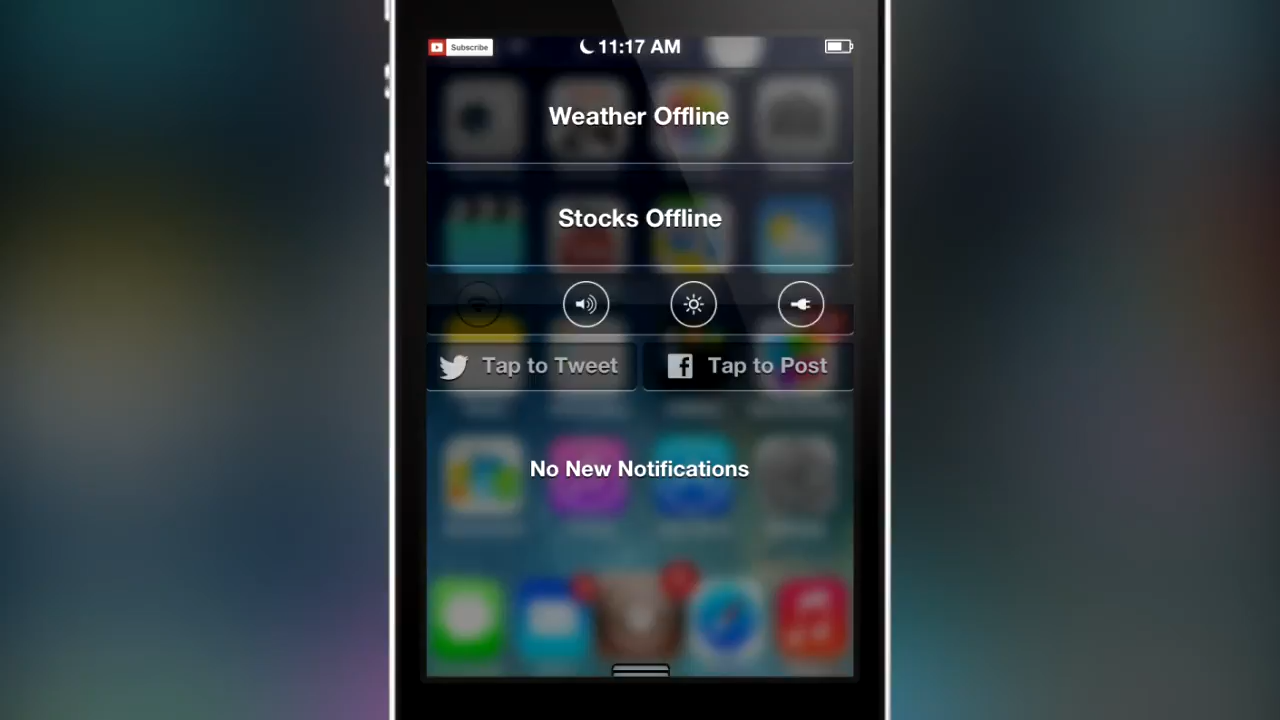 Subscribe
11:17 AM
Weather Offline
Stocks Offline
Tap to Tweet
Tap to Post
No New Notifications